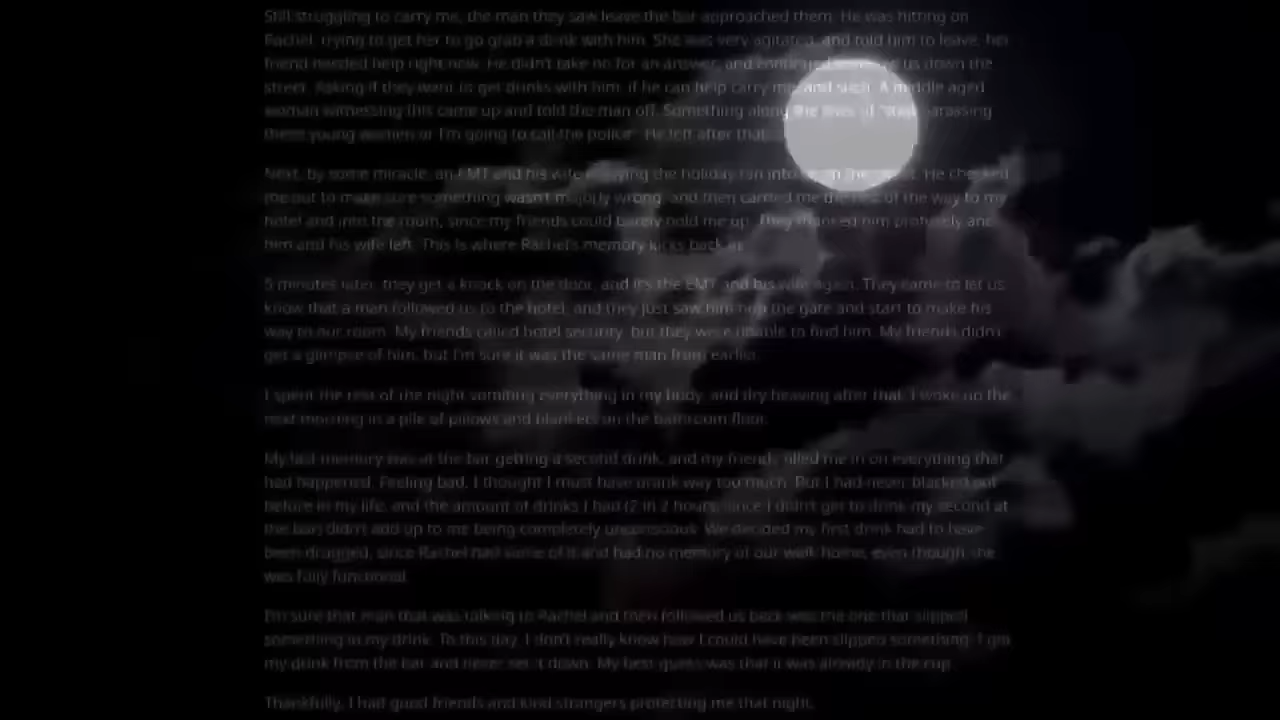 Still struggling to carry me, the man they saw leave the bar approached them. He was hitting on
Rachel, trying to get her to go grab a drink with him. She was very agitated, and told him to leave, her
friend needed help right now. He didn't take no for an answer, and continued us down the
street. Asking if they want to get drinks with him, if he can help carry me, and such. A middle aged
woman witnessing this came up and told the man off. Something along the lines of "stop harassing
these young women or I'm going to call the police". He left after that.
Next, by some miracle, an EMT and his wife enjoying the holiday ran into the He checked
me out to make sure something wasn't majorly wrong, and then carried me the rest of the way to my
hotel and into the room, since my friends could barely hold me up. They thanked him profusely and
him and his wife left. This is where Rachel's memory kicks back in.
5 minutes later, they get a knock on the door, and it's the EMT and his wife again. They came to let us
know that a man followed us to the hotel, and they just saw him hop the gate and start to make his
way to our room. My friends called hotel security, but they were unable to find him. My friends didn't
get a glimpse of him, but I'm sure it was the same man from earlier.
I spent the rest of the night vomiting everything in my body, and dry heaving after that. I woke up the
next morning in a pile of pillows and blankets on the bathroom floor.
My last memory was at the bar getting a second drink, and my friends filled me in on everything that
had happened. Feeling bad, I thought I must have drank way too much. But I had never blacked out
before in my life, and the amount of drinks I had (2 in 2 hours, since I didn't get to drink my second at
the bar) didn't add up to me being completely unconscious. We decided my first drink had to have
been drugged, since Rachel had some of it and had no memory of our walk home, even though she
was fully functional.
I'm sure that man that was talking to Rachel and then followed us back was the one that slipped
something in my drink. To this day, I don't really know how I could have been slipped something. I got
my drink from the bar and never set it down. My best guess was that it was already in the cup.
Thankfully, I had good friends and kind strangers protecting me that night.